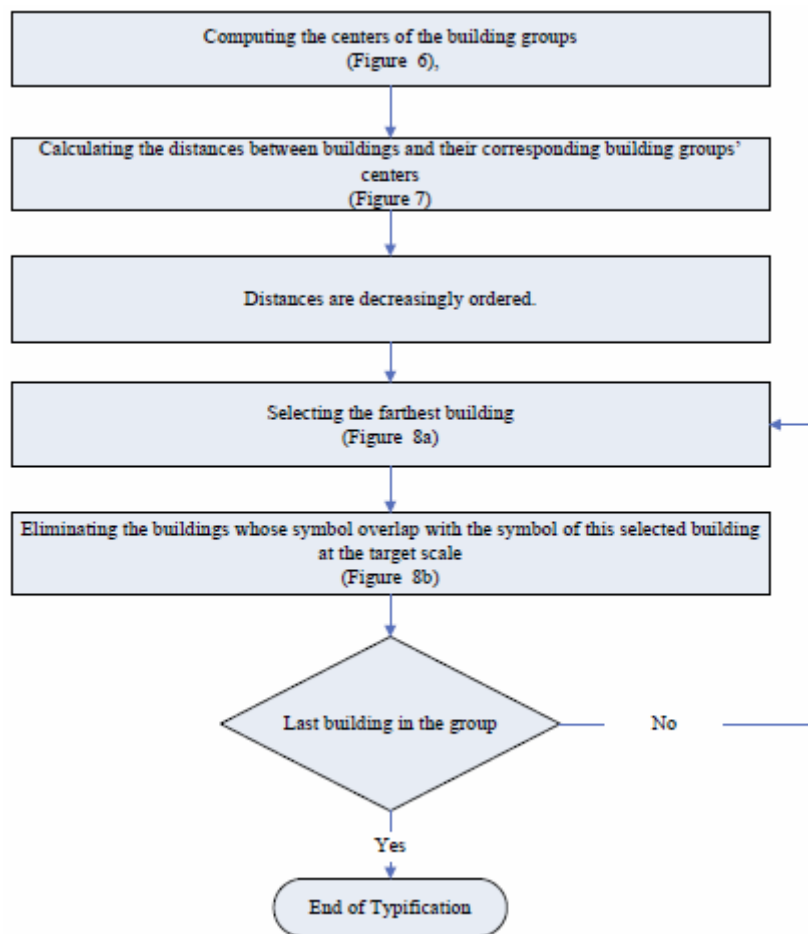 Computing the centers of the building groups
(Figure 6),
Calculating the distances between buildings and their corresponding building groups'
centers
(Figure 7)
Distances are decreasingly ordered.
Selecting the farthest building
(Figure 8a)
Eliminating the buildings whose symbol overlap with the symbol of this selected building
at the target scale
(Figure 8b)
Last building in the group
No
Yes
End of Typification